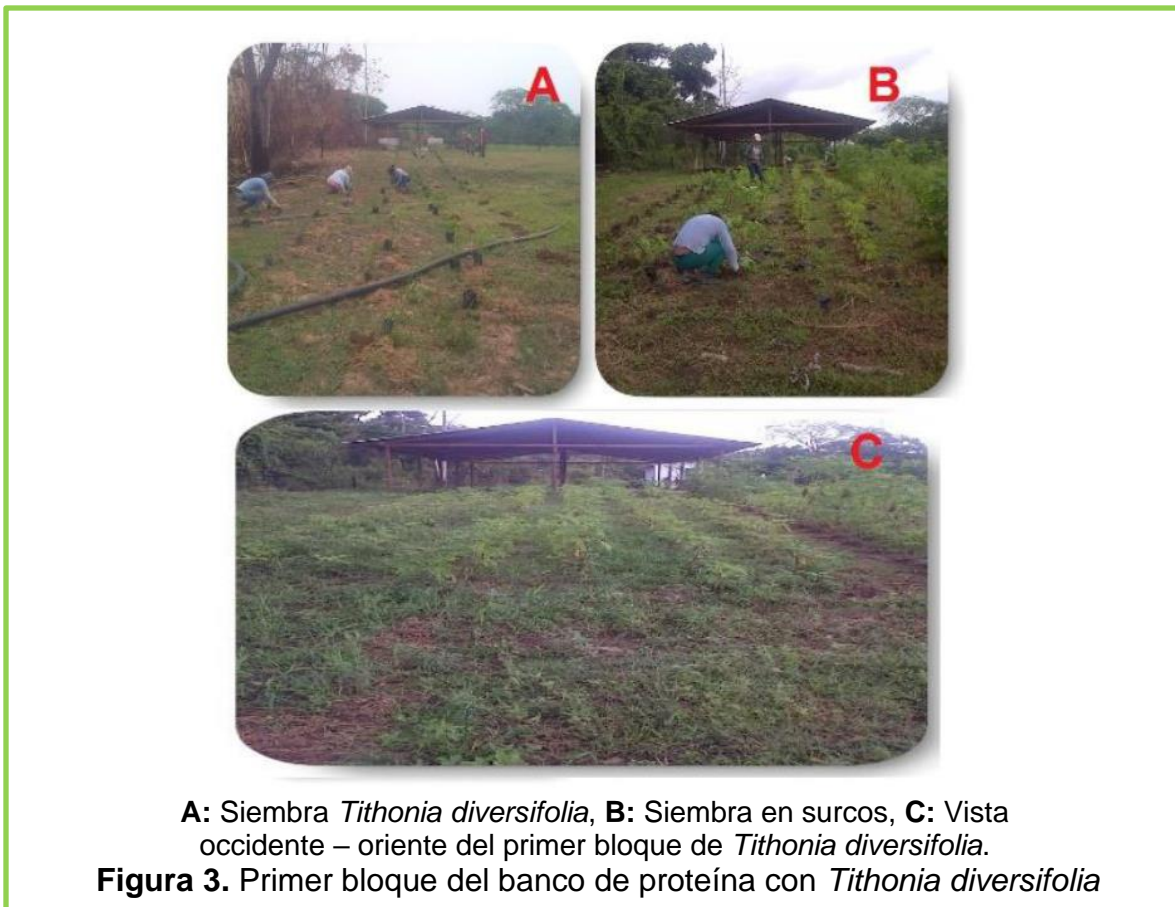 A
B
C
A: Siembra Tithonia diversifolia, B: Siembra en surcos, C: Vista
occidente – oriente del primer bloque de Tithonia diversifolia.
Figura 3. Primer bloque del banco de proteína con Tithonia diversifolia